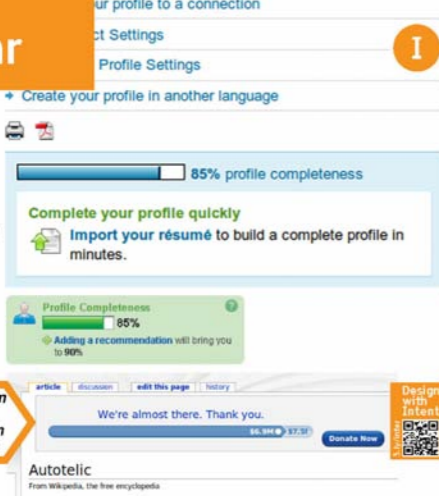 ur profile to a connection
ar
ct Settings
I
Profile Settings
Create your profile in another language
85% profile completeness
Complete your profile quickly
Import your résumé to build a complete profile in
minutes.
Profile Completeness
?
85%
Adding a recommendation will bring you
to 90%
article discussion edit this page history
n
n
We're almost there. Thank you.
$6.9M
Donate Now
Design
with
Intent
Autotelic
From Wikipedia, the free encyclopedia